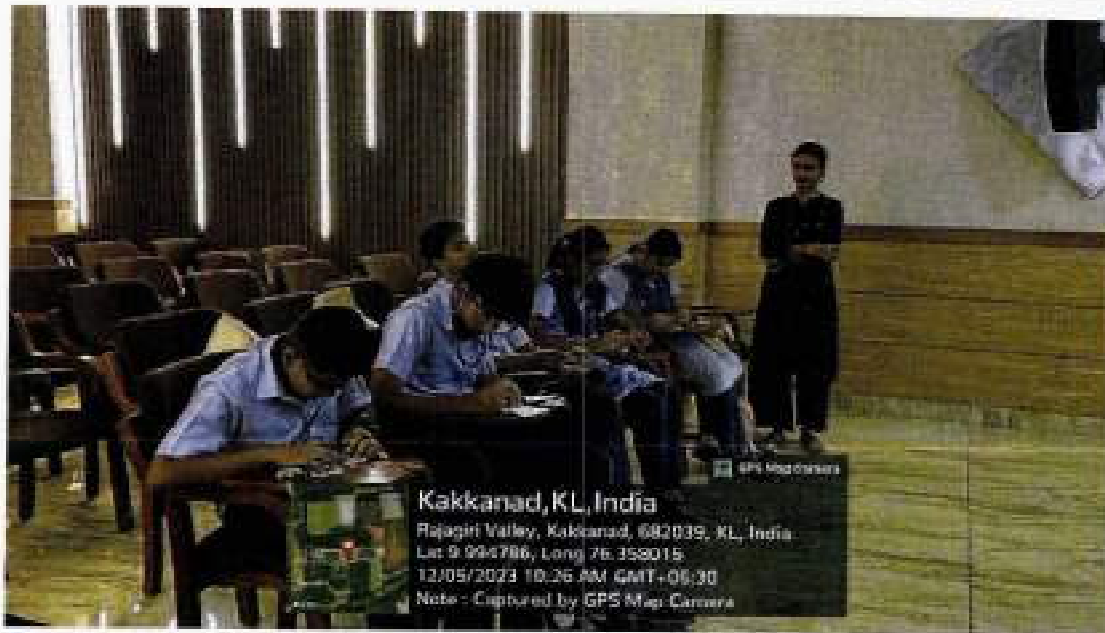 GPS Map Camera
Kakkanad,KL,India
Rajagiri Valley, Kakkanad, 682039, KL, India
Lat 9.994786, Long 76.358015
12/05/2023 10:26 AM GMT+05:30
Note : Captured by GPS Map Camera